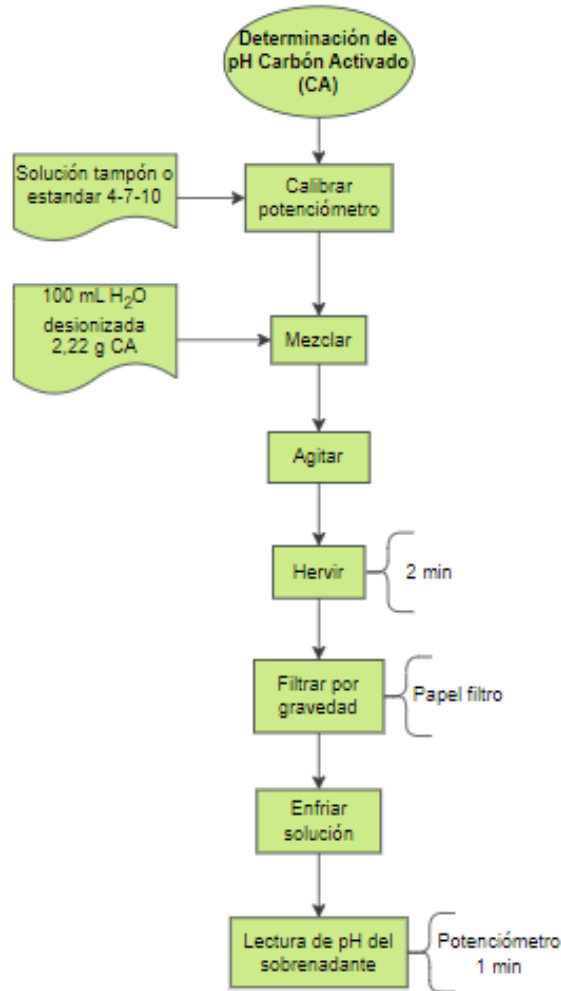 Determinación de
pH Carbón Activado
(CA)
Solución tampón o
estandar 4-7-10
Calibrar
potenciómetro
100 mL H₂O
desionizada
2,22 g CA
Mezclar
Agitar
Hervir
2 min
Filtrar por
gravedad
Papel filtro
Enfriar
solución
Lectura de pH del
sobrenadante
Potenciómetro
1 min